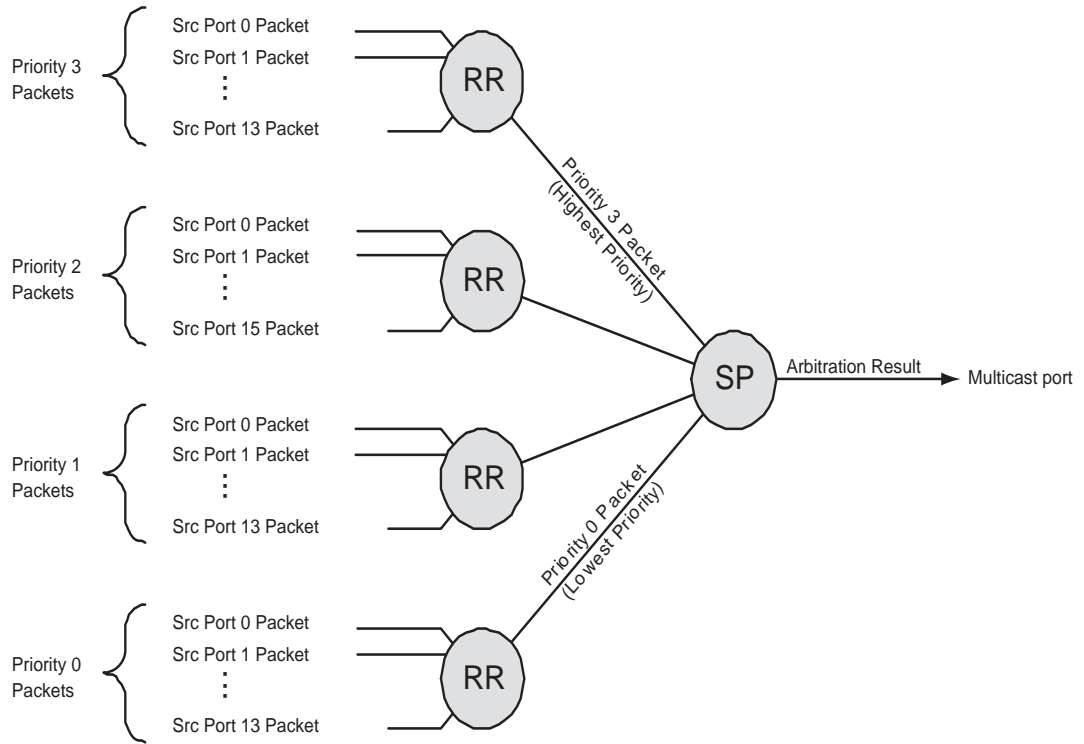 Priority 3
Packets
Src Port 0 Packet
Src Port 1 Packet
Src Port 13 Packet
RR
Priority 3 Packet
(Highest Priority)
Priority 2
Packets
Src Port 0 Packet
Src Port 1 Packet
Src Port 15 Packet
RR
SP
Arbitration Result
Multicast port
Priority 1
Packets
Src Port 0 Packet
Src Port 1 Packet
Src Port 13 Packet
RR
Priority 0 Packet
(Lowest Priority)
Priority 0
Packets
Src Port 0 Packet
Src Port 1 Packet
Src Port 13 Packet
RR